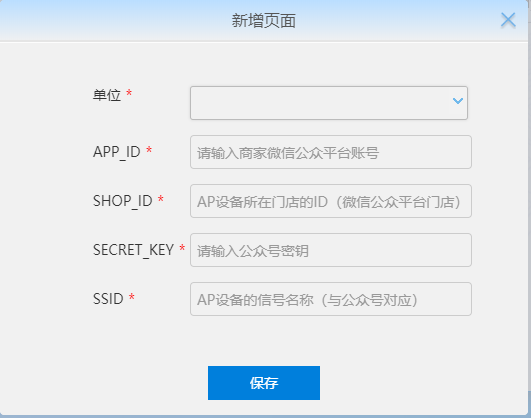 新增页面
单位 *
APP_ID * 请输入商家微信公众平台账号
SHOP_ID * AP设备所在门店的ID（微信公众平台门店）
SECRET_KEY * 请输入公众号密钥
SSID * AP设备的信号名称（与公众号对应）
保存